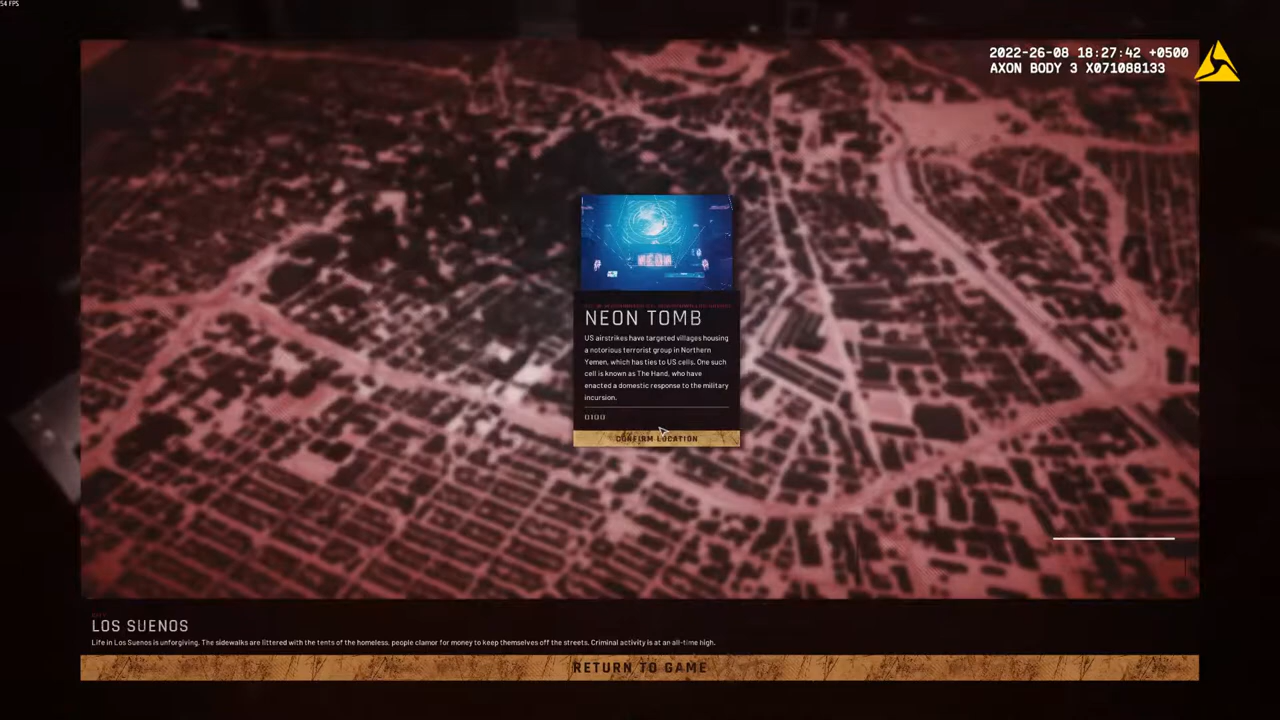 54 FPS
2022-26-08 18:27:42 +0500
AXON BODY 3 X071088133
NEON TOMB
US airstrikes have targeted villages housing
a notorious terrorist group in Northern
Yemen, which has ties to US cells. One such
cell is known as The Hand, who have
enacted a domestic response to the military
incursion.
0100
CONFIRM LOCATION
LOS SUENOS
Life in Los Suenos is unforgiving. The sidewalks are littered with the tents of the homeless, people clamor for money to keep themselves off the streets. Criminal activity is at an all-time high.
RETURN TO GAME